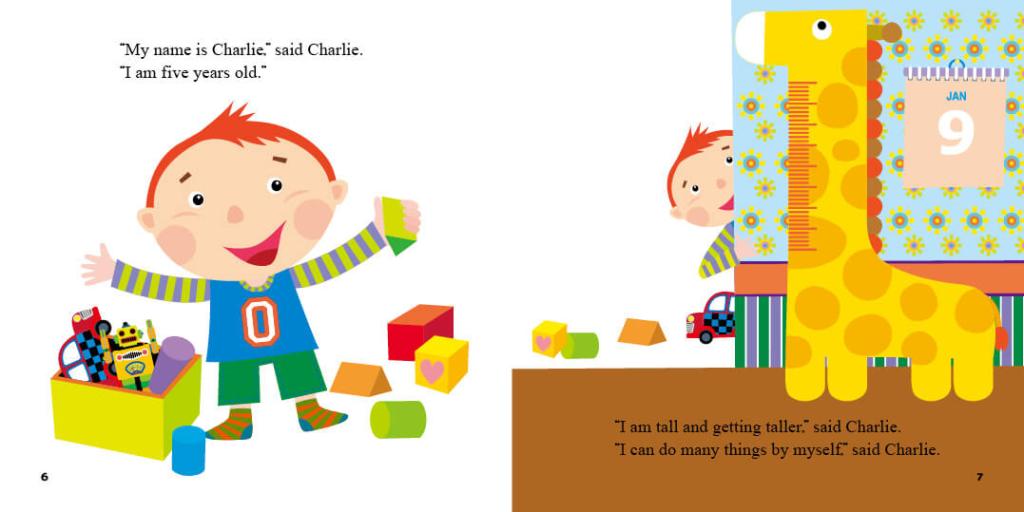 "My name is Charlie," said Charlie.
"I am five years old."
0
6
JAN
9
"I am tall and getting taller," said Charlie.
"I can do many things by myself," said Charlie.
7